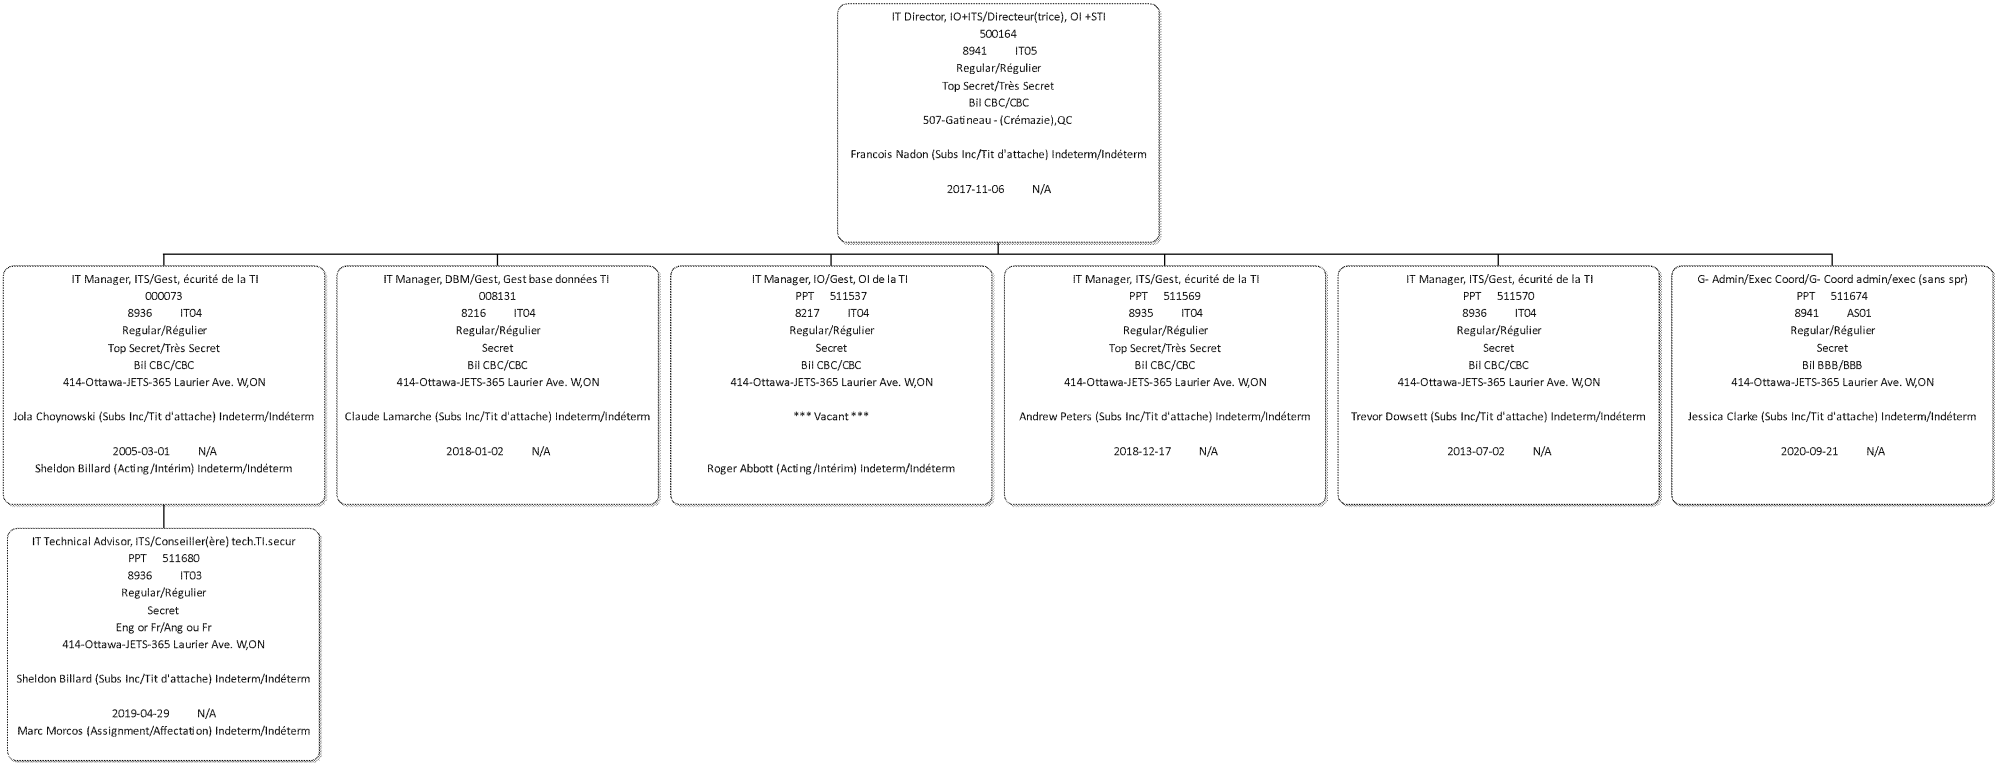 IT Director, IO+ITS/Directeur(trice), OI +STI
500164
8941 IT05
Regular/Régulier
Top Secret/Très Secret
Bil CBC/CBC
507-Gatineau - (Crémazie),QC
Francois Nadon (Subs Inc/Tit d'attache) Indeterm/Indéterm
2017-11-06 N/A
IT Manager, ITS/Gest, écurité de la TI
000073
8936 IT04
Regular/Régulier
Top Secret/Très Secret
Bil CBC/CBC
414-Ottawa-JETS-365 Laurier Ave. W,ON
Jola Choynowski (Subs Inc/Tit d'attache) Indeterm/Indéterm
2005-03-01 N/A
Sheldon Billard (Acting/Intérim) Indeterm/Indéterm
IT Manager, DBM/Gest, Gest base données TI
008131
8216 IT04
Regular/Régulier
Secret
Bil CBC/CBC
414-Ottawa-JETS-365 Laurier Ave. W,ON
Claude Lamarche (Subs Inc/Tit d'attache) Indeterm/Indéterm
2018-01-02 N/A
IT Manager, IO/Gest, OI de la TI
PPT 511537
8217 IT04
Regular/Régulier
Secret
Bil CBC/CBC
414-Ottawa-JETS-365 Laurier Ave. W,ON
*** Vacant ***
Roger Abbott (Acting/Intérim) Indeterm/Indéterm
IT Manager, ITS/Gest, écurité de la TI
PPT 511569
8935 IT04
Regular/Régulier
Top Secret/Très Secret
Bil CBC/CBC
414-Ottawa-JETS-365 Laurier Ave. W,ON
Andrew Peters (Subs Inc/Tit d'attache) Indeterm/Indéterm
2018-12-17 N/A
IT Manager, ITS/Gest, écurité de la TI
PPT 511570
8936 IT04
Regular/Régulier
Secret
Bil CBC/CBC
414-Ottawa-JETS-365 Laurier Ave. W,ON
Trevor Dowsett (Subs Inc/Tit d'attache) Indeterm/Indéterm
2013-07-02 N/A
G- Admin/Exec Coord/G- Coord admin/exec (sans spr)
PPT 511674
8941 AS01
Regular/Régulier
Secret
Bil BBB/BBB
414-Ottawa-JETS-365 Laurier Ave. W,ON
Jessica Clarke (Subs Inc/Tit d'attache) Indeterm/Indéterm
2020-09-21 N/A
IT Technical Advisor, ITS/Conseiller(ère) tech.TI.secur
PPT 511680
8936 IT03
Regular/Régulier
Secret
Eng or Fr/Ang ou Fr
414-Ottawa-JETS-365 Laurier Ave. W,ON
Sheldon Billard (Subs Inc/Tit d'attache) Indeterm/Indéterm
2019-04-29 N/A
Marc Morcos (Assignment/Affectation) Indeterm/Indéterm